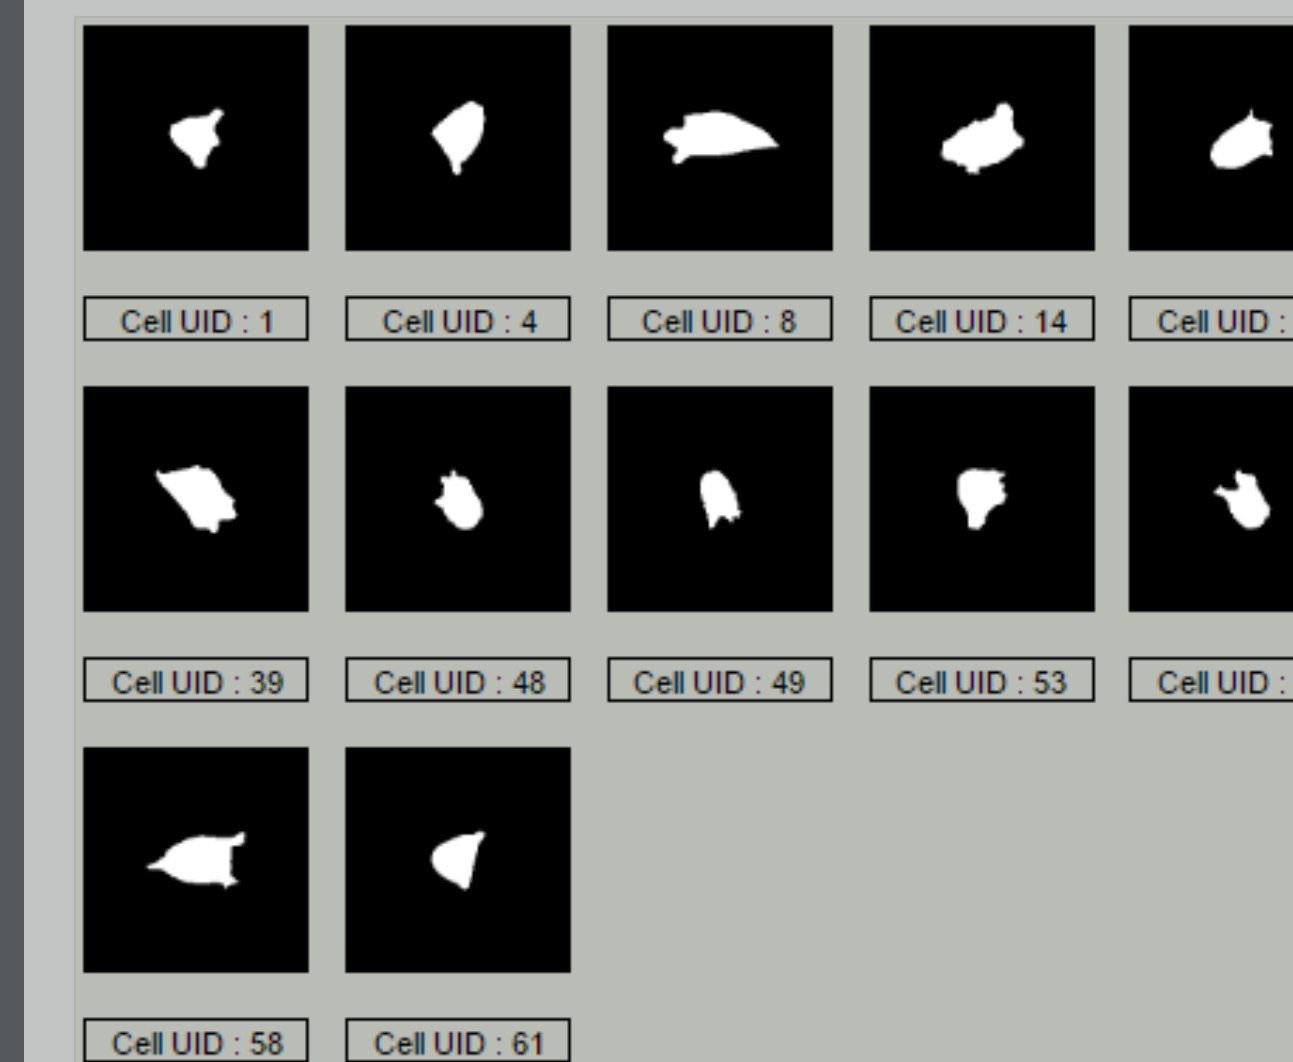 Cell UID : 1
Cell UID : 4
Cell UID : 8
Cell UID : 14
Cell UID :
Cell UID : 39
Cell UID : 48
Cell UID : 49
Cell UID : 53
Cell UID :
Cell UID : 58
Cell UID : 61